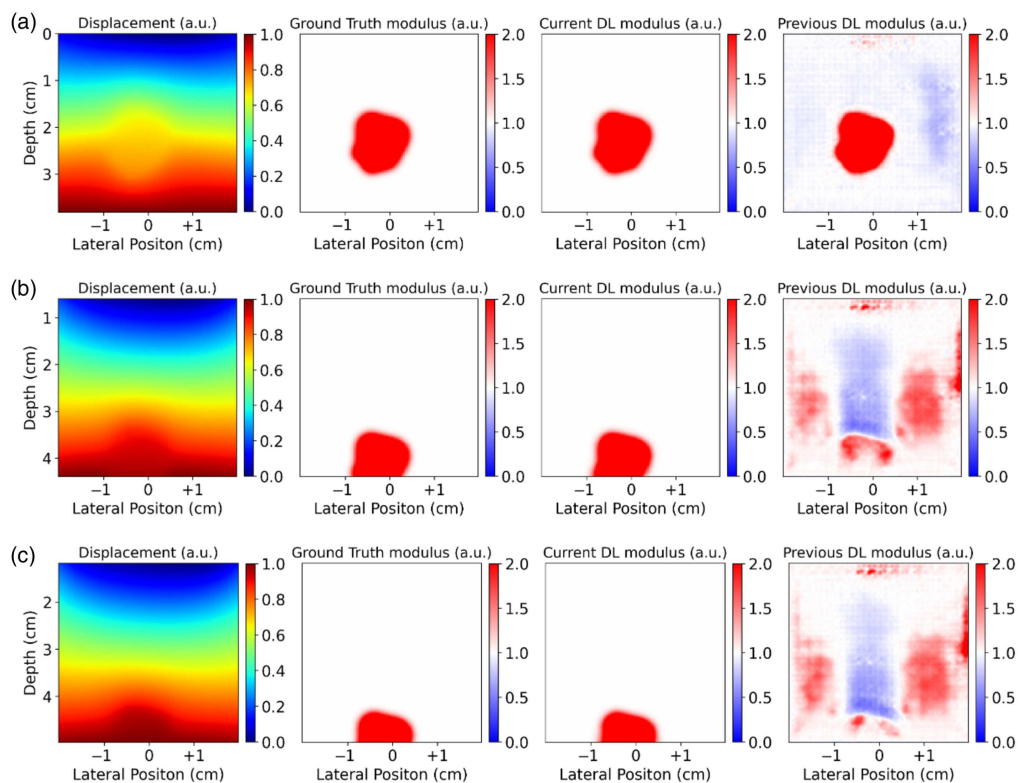 (a)
Displacement (a.u.) Ground Truth modulus (a.u.) Current DL modulus (a.u.) Previous DL modulus (a.u.)
0 1.0 2.0 2.0 2.0
1 0.8 1.5 1.5 1.5
Depth (cm) 2 0.6 1.0 1.0 1.0
0.4
3 0.2 0.5 0.5 0.5
0.0 0.0 0.0 0.0
−1 0 +1 −1 0 +1 −1 0 +1 −1 0 +1
Lateral Positon (cm) Lateral Positon (cm) Lateral Positon (cm) Lateral Positon (cm)
(b)
Displacement (a.u.) Ground Truth modulus (a.u.) Current DL modulus (a.u.) Previous DL modulus (a.u.)
1.0 2.0 2.0 2.0
1 0.8 1.5 1.5 1.5
2 0.6
Depth (cm) 1.0 1.0 1.0
3 0.4
0.2 0.5 0.5 0.5
4 0.0 0.0 0.0 0.0
−1 0 +1 −1 0 +1 −1 0 +1 −1 0 +1
Lateral Positon (cm) Lateral Positon (cm) Lateral Positon (cm) Lateral Positon (cm)
(c)
Displacement (a.u.) Ground Truth modulus (a.u.) Current DL modulus (a.u.) Previous DL modulus (a.u.)
1.0 2.0 2.0 2.0
2 0.8 1.5 1.5 1.5
0.6
Depth (cm) 3 1.0 1.0 1.0
0.4
4 0.2 0.5 0.5 0.5
0.0 0.0 0.0 0.0
−1 0 +1 −1 0 +1 −1 0 +1 −1 0 +1
Lateral Positon (cm) Lateral Positon (cm) Lateral Positon (cm) Lateral Positon (cm)